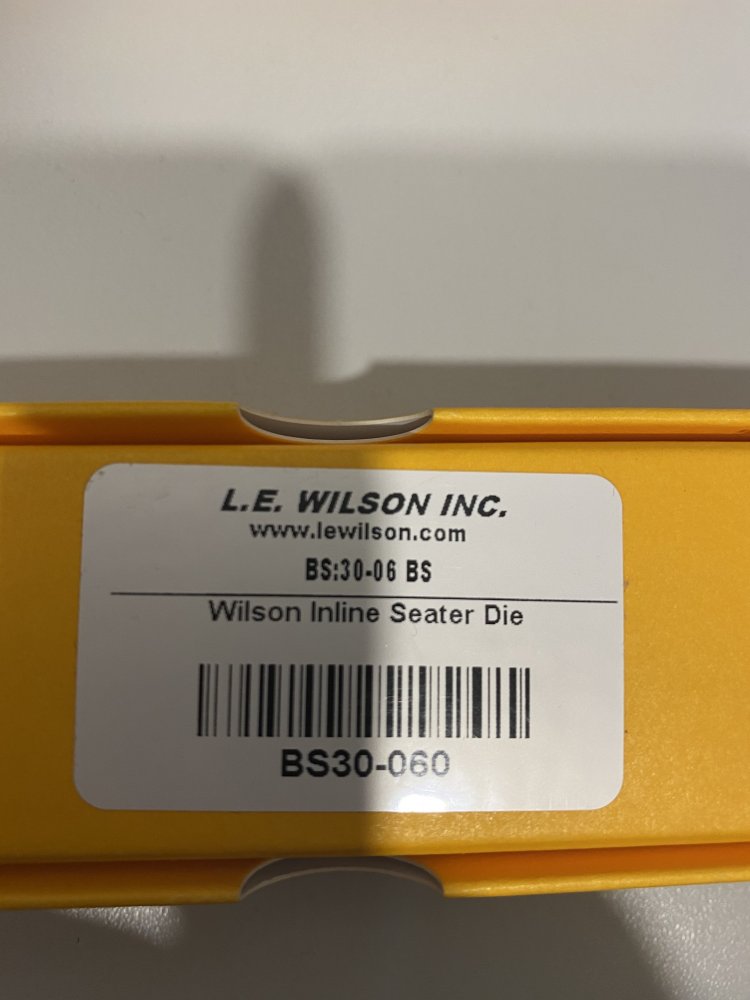 L.E. WILSON INC.
www.lewilson.com
BS:30-06 BS
Wilson Inline Seater Die
BS30-060